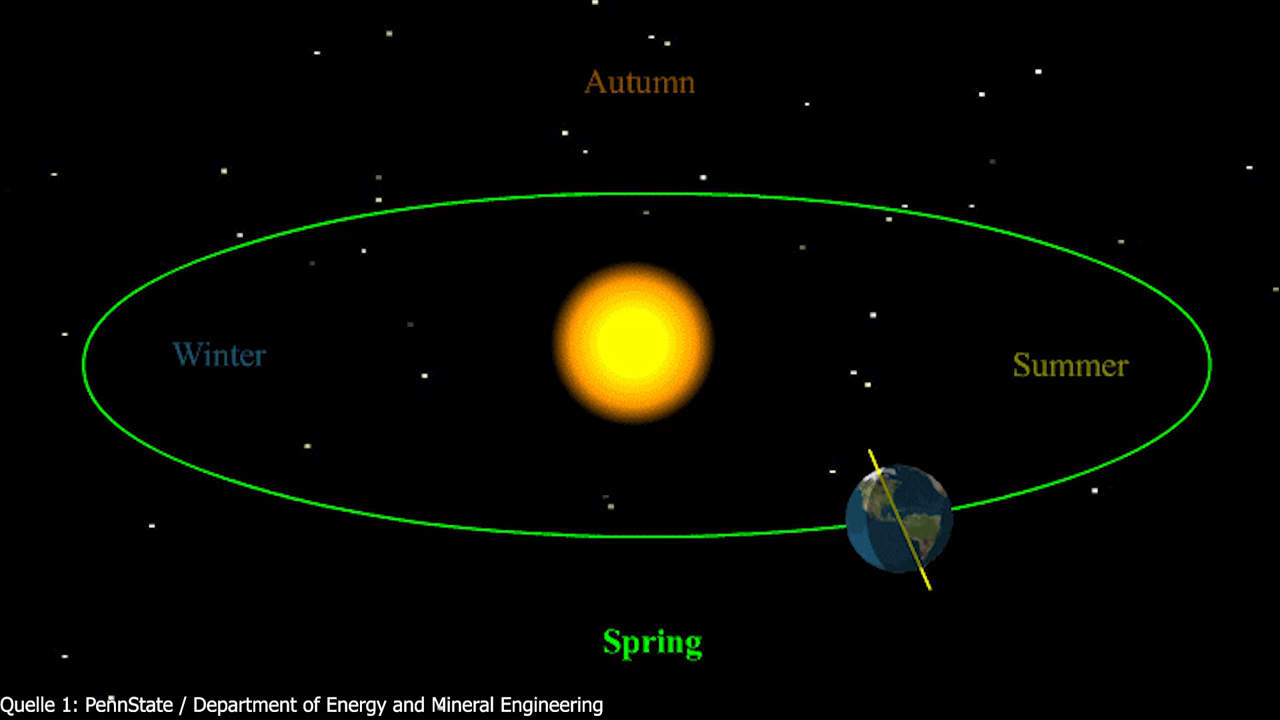 Autumn
Winter
Summer
Spring
Quelle 1: PennState / Department of Energy and Mineral Engineering